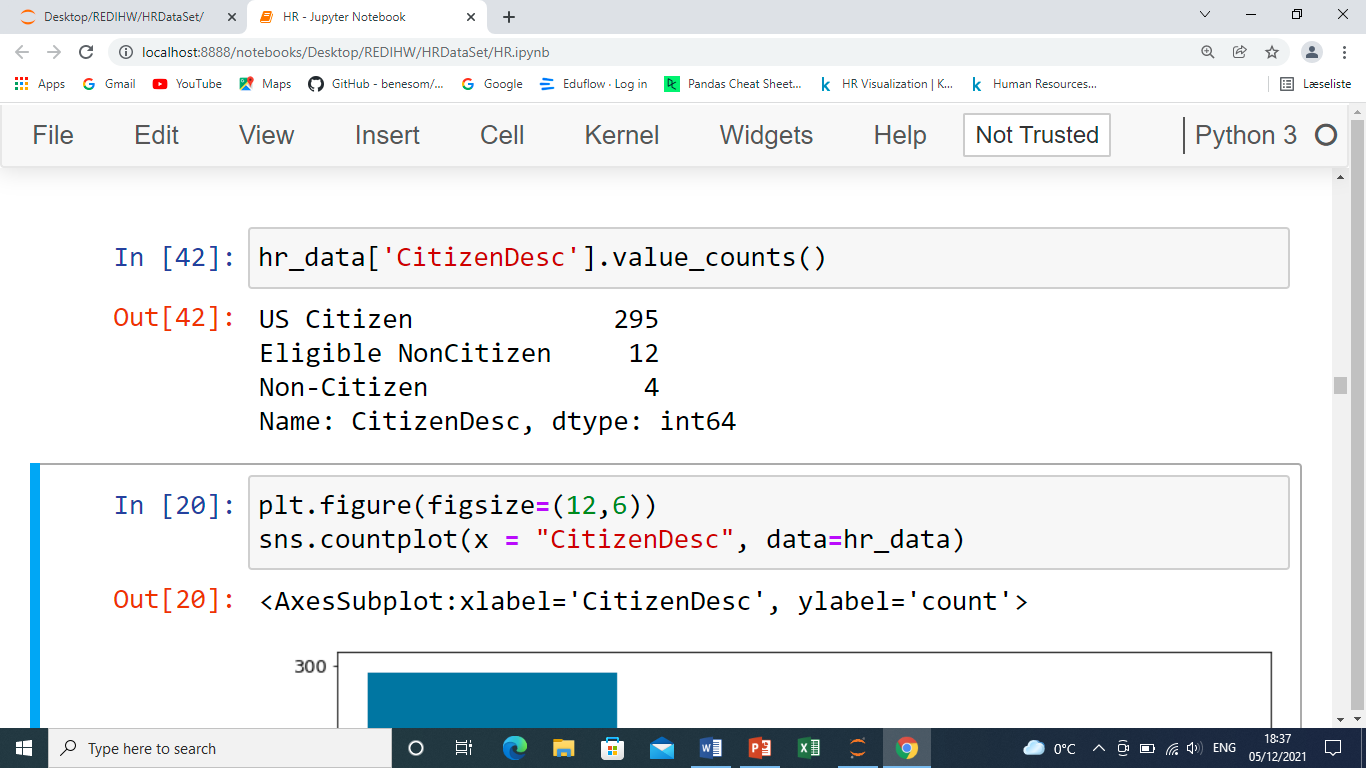 Desktop/REDIHW/HRDataSet/
HR - Jupyter Notebook
localhost:8888/notebooks/Desktop/REDIHW/HRDataSet/HR.ipynb
Apps
Gmail
YouTube
Maps
GitHub - benesom/...
Google
Eduflow · Log in
Pandas Cheat Sheet...
HR Visualization | K...
Human Resources...
Læseliste
File Edit View Insert Cell Kernel Widgets Help Not Trusted Python 3
In [42]: hr_data['CitizenDesc'].value_counts()
Out[42]: US Citizen 295
Eligible NonCitizen 12
Non-Citizen 4
Name: CitizenDesc, dtype: int64
In [20]: plt.figure(figsize=(12,6))
sns.countplot(x = "CitizenDesc", data=hr_data)
Out[20]: <AxesSubplot:xlabel='CitizenDesc', ylabel='count'>
300
Type here to search
0°C
ENG
18:37
05/12/2021